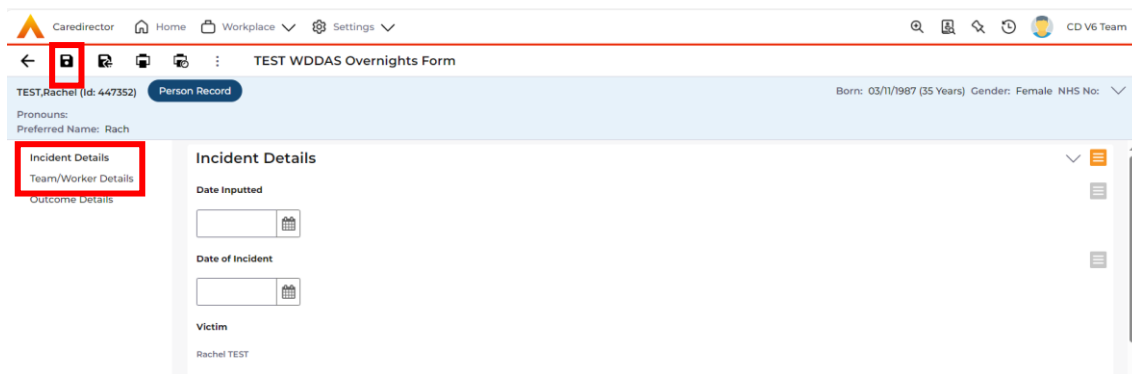 Caredirector Home Workplace Settings CD V6 Team
TEST WDDAS Overnights Form
TEST,Rachel (Id: 447352) Person Record Born: 03/11/1987 (35 Years) Gender: Female NHS No:
Pronouns:
Preferred Name: Rach
Incident Details
Team/Worker Details
Outcome Details
Incident Details
Date Inputted
Date of Incident
Victim
Rachel TEST